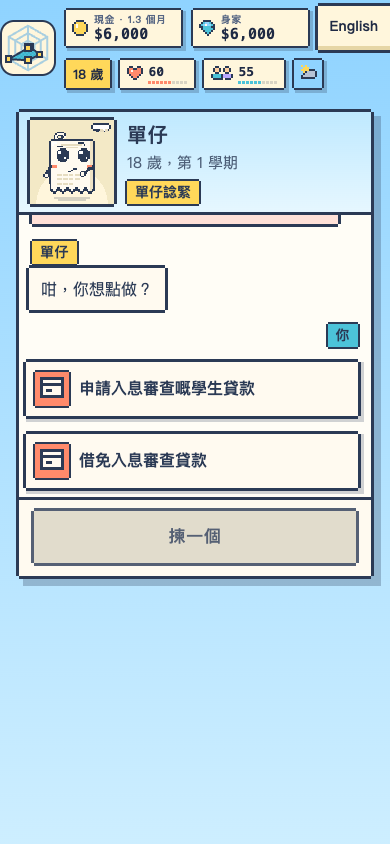 現金 · 1.3 個月
$6,000
身家
$6,000
English
18 歲
60
55
單仔
18 歲，第 1 學期
單仔諗緊
單仔
咁，你想點做？
你
申請入息審查嘅學生貸款
借免入息審查貸款
揀一個